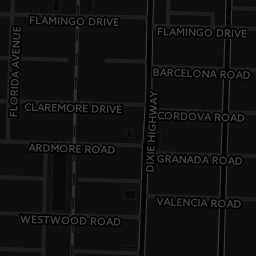 FLAMINGO DRIVE
FLAMINGO DRIVE
FLORIDA AVENUE
BARCELONA ROAD
CLAREMORE DRIVE
CORDOVA ROAD
DIXIE HIGHWAY
ARDMORE ROAD
GRANADA ROAD
VALENCIA ROAD
WESTWOOD ROAD